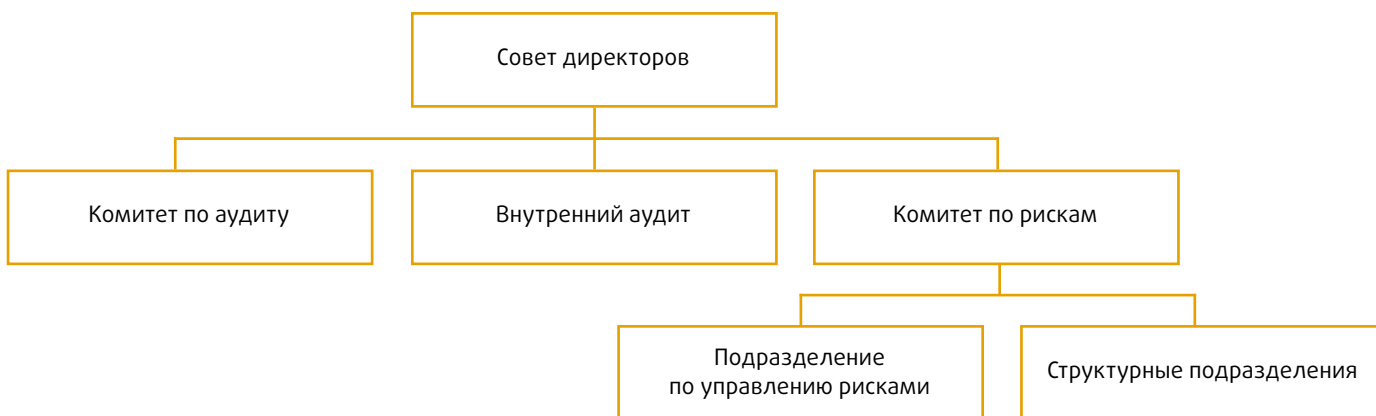 Совет директоров
Комитет по аудиту
Внутренний аудит
Комитет по рискам
Подразделение
по управлению рисками
Структурные подразделения